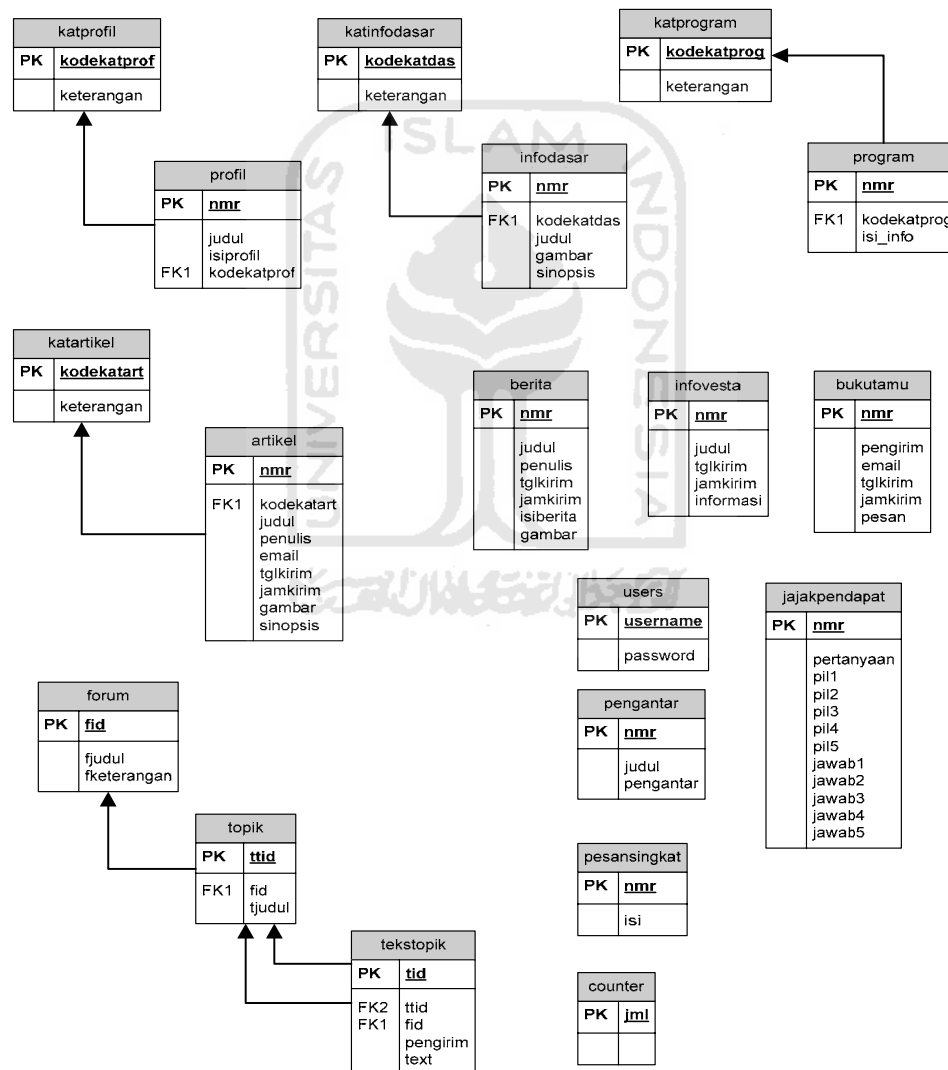 katprofil
PK kodekatprof
keterangan
katinfodasar
PK kodekatdas
keterangan
katprogram
PK kodekatprog
keterangan
profil
PK nmr
judul
isiprofil
FK1 kodekatprof
infodasar
PK nmr
FK1 kodekatdas
judul
gambar
sinopsis
program
PK nmr
FK1 kodekatprog
isi_info
UNIVERSITAS ISLAM INDONESIA
katartikel
PK kodekatart
keterangan
artikel
PK nmr
FK1 kodekatart
judul
penulis
email
tglkirim
jamkirim
gambar
sinopsis
berita
PK nmr
judul
penulis
tglkirim
jamkirim
isiberita
gambar
infovesta
PK nmr
judul
tglkirim
jamkirim
informasi
bukutamu
PK nmr
pengirim
email
tglkirim
jamkirim
pesan
users
PK username
password
jajakpendapat
PK nmr
pertanyaan
pil1
pil2
pil3
pil4
pil5
jawab1
jawab2
jawab3
jawab4
jawab5
forum
PK fid
fjudul
fketerangan
pengantar
PK nmr
judul
pengantar
topik
PK ttid
FK1 fid
tjudul
pesansingkat
PK nmr
isi
tekstopik
PK tid
FK2 ttid
FK1 fid
pengirim
text
counter
PK jml